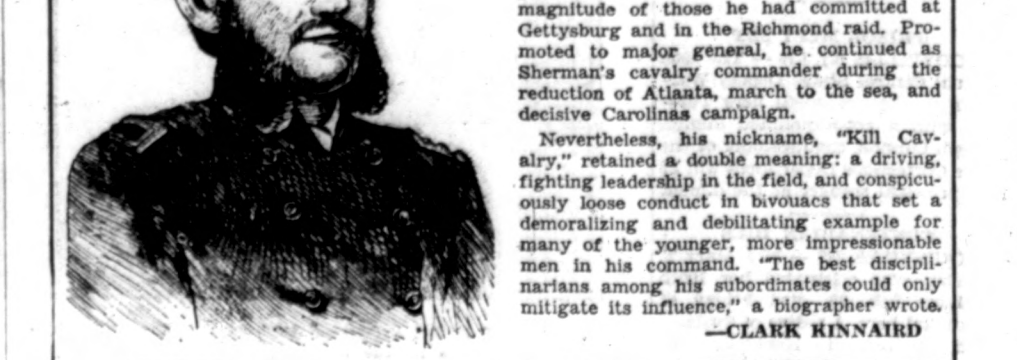 magnitude of those he had committed at
Gettysburg and in the Richmond raid. Pro-
moted to major general, he continued as
Sherman's cavalry commander during the
reduction of Atlanta, march to the sea, and
decisive Carolinas campaign.
Nevertheless, his nickname, "Kill Cav-
alry," retained a double meaning: a driving,
fighting leadership in the field, and conspicu-
ously loose conduct in bivouacs that set a
demoralizing and debilitating example for
many of the younger, more impressionable
men in his command. "The best discipli-
narians among his subordinates could only
mitigate its influence," a biographer wrote.
—CLARK KINNAIRD